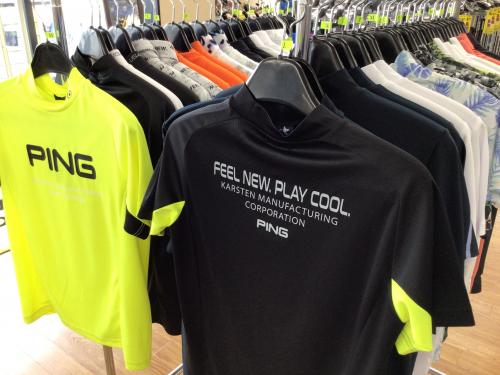 PING
FEEL NEW. PLAY COOL.
KARSTEN MANUFACTURING
CORPORATION
PING